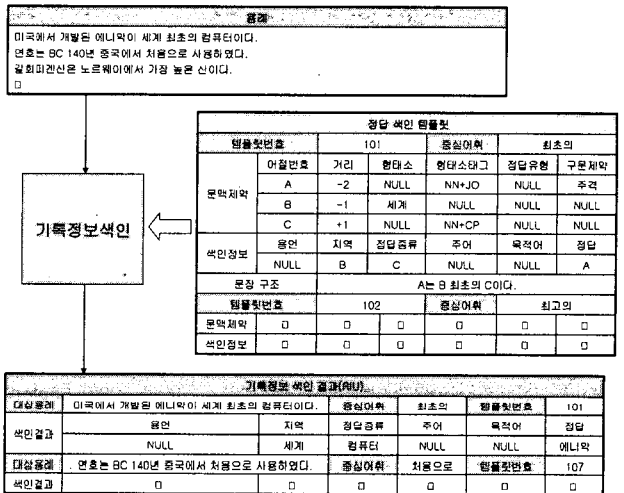 용례
미국에서 개발된 에니악이 세계 최초의 컴퓨터이다.
연호는 BC 140년 중국에서 처음으로 사용하였다.
갈회피겐산은 노르웨이에서 가장 높은 산이다.
□
정답 색인 템플릿
템플릿번호 101 중심어휘 최초의
문맥제약 어절번호 거리 형태소 형태소태그 정답유형 구문제약
A -2 NULL NN+JO NULL 주격
B -1 세계 NULL NULL NULL
C +1 NULL NN+CP NULL NULL
색인정보 용언 지역 정답종류 주어 목적어 정답
NULL B C NULL NULL A
문장 구조 A는 B 최초의 C이다.
템플릿번호 102 중심어휘 최고의
문맥제약 □ □ □ □ □ □
색인정보 □ □ □ □ □ □
기록정보색인
기록정보 색인 결과(RIU)
대상용례 미국에서 개발된 에니악이 세계 최초의 컴퓨터이다. 중심어휘 최초의 템플릿번호 101
색인결과 용언 지역 정답종류 주어 목적어 정답
NULL 세계 컴퓨터 NULL NULL 에니악
대상용례 . 연호는 BC 140년 중국에서 처음으로 사용하였다. 중심어휘 처음으로 템플릿번호 107
색인결과 □ □ □ □ □ □